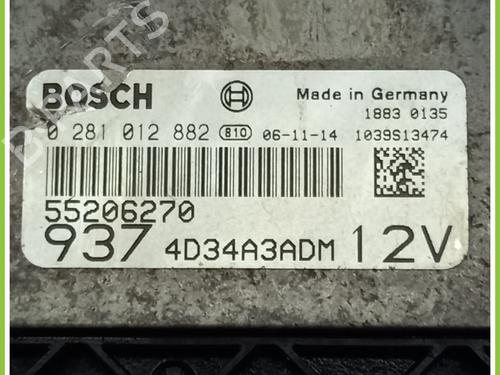 BOSCH
Made in Germany
1883 0135
0 281 012 882 810 06-11-14 1039S13474
55206270
937 4D34A3ADM 12V